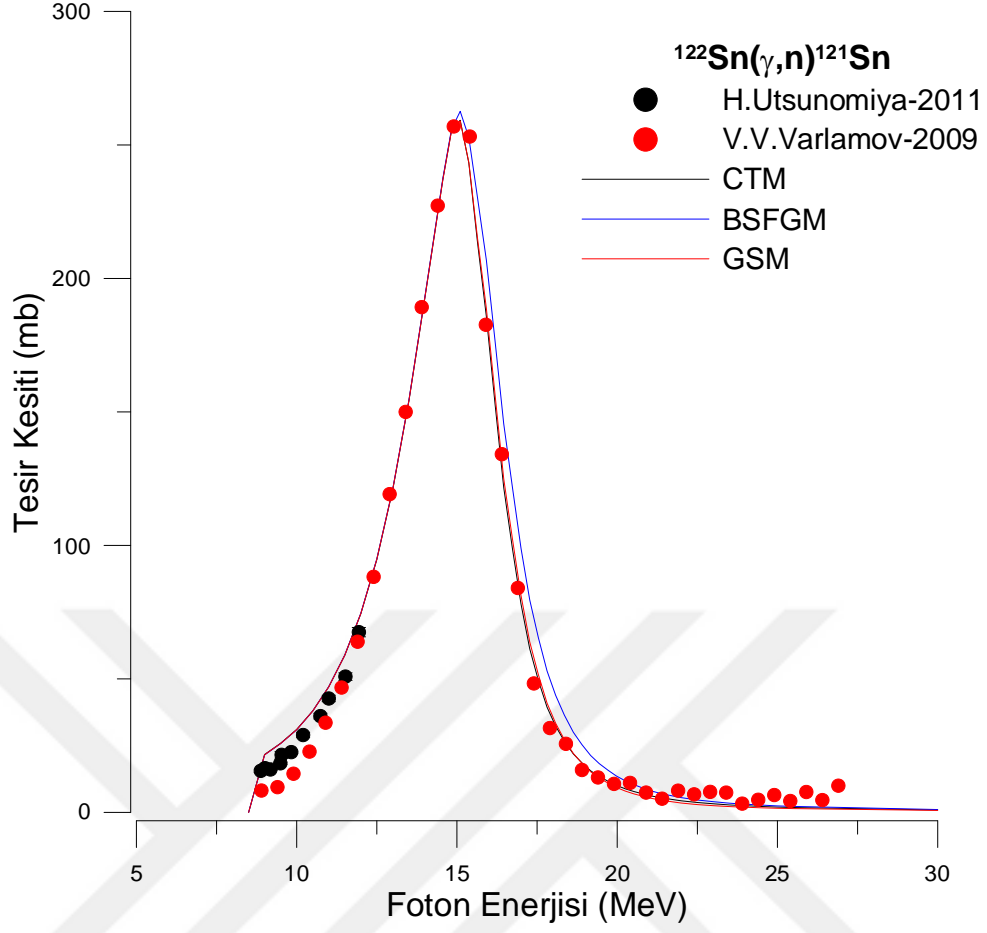 300
¹²²Sn(γ,n)¹²¹Sn
H.Utsunomiya-2011
V.V.Varlamov-2009
CTM
BSFGM
GSM
200
Tesir Kesiti (mb)
100
0
5 10 15 20 25 30
Foton Enerjisi (MeV)